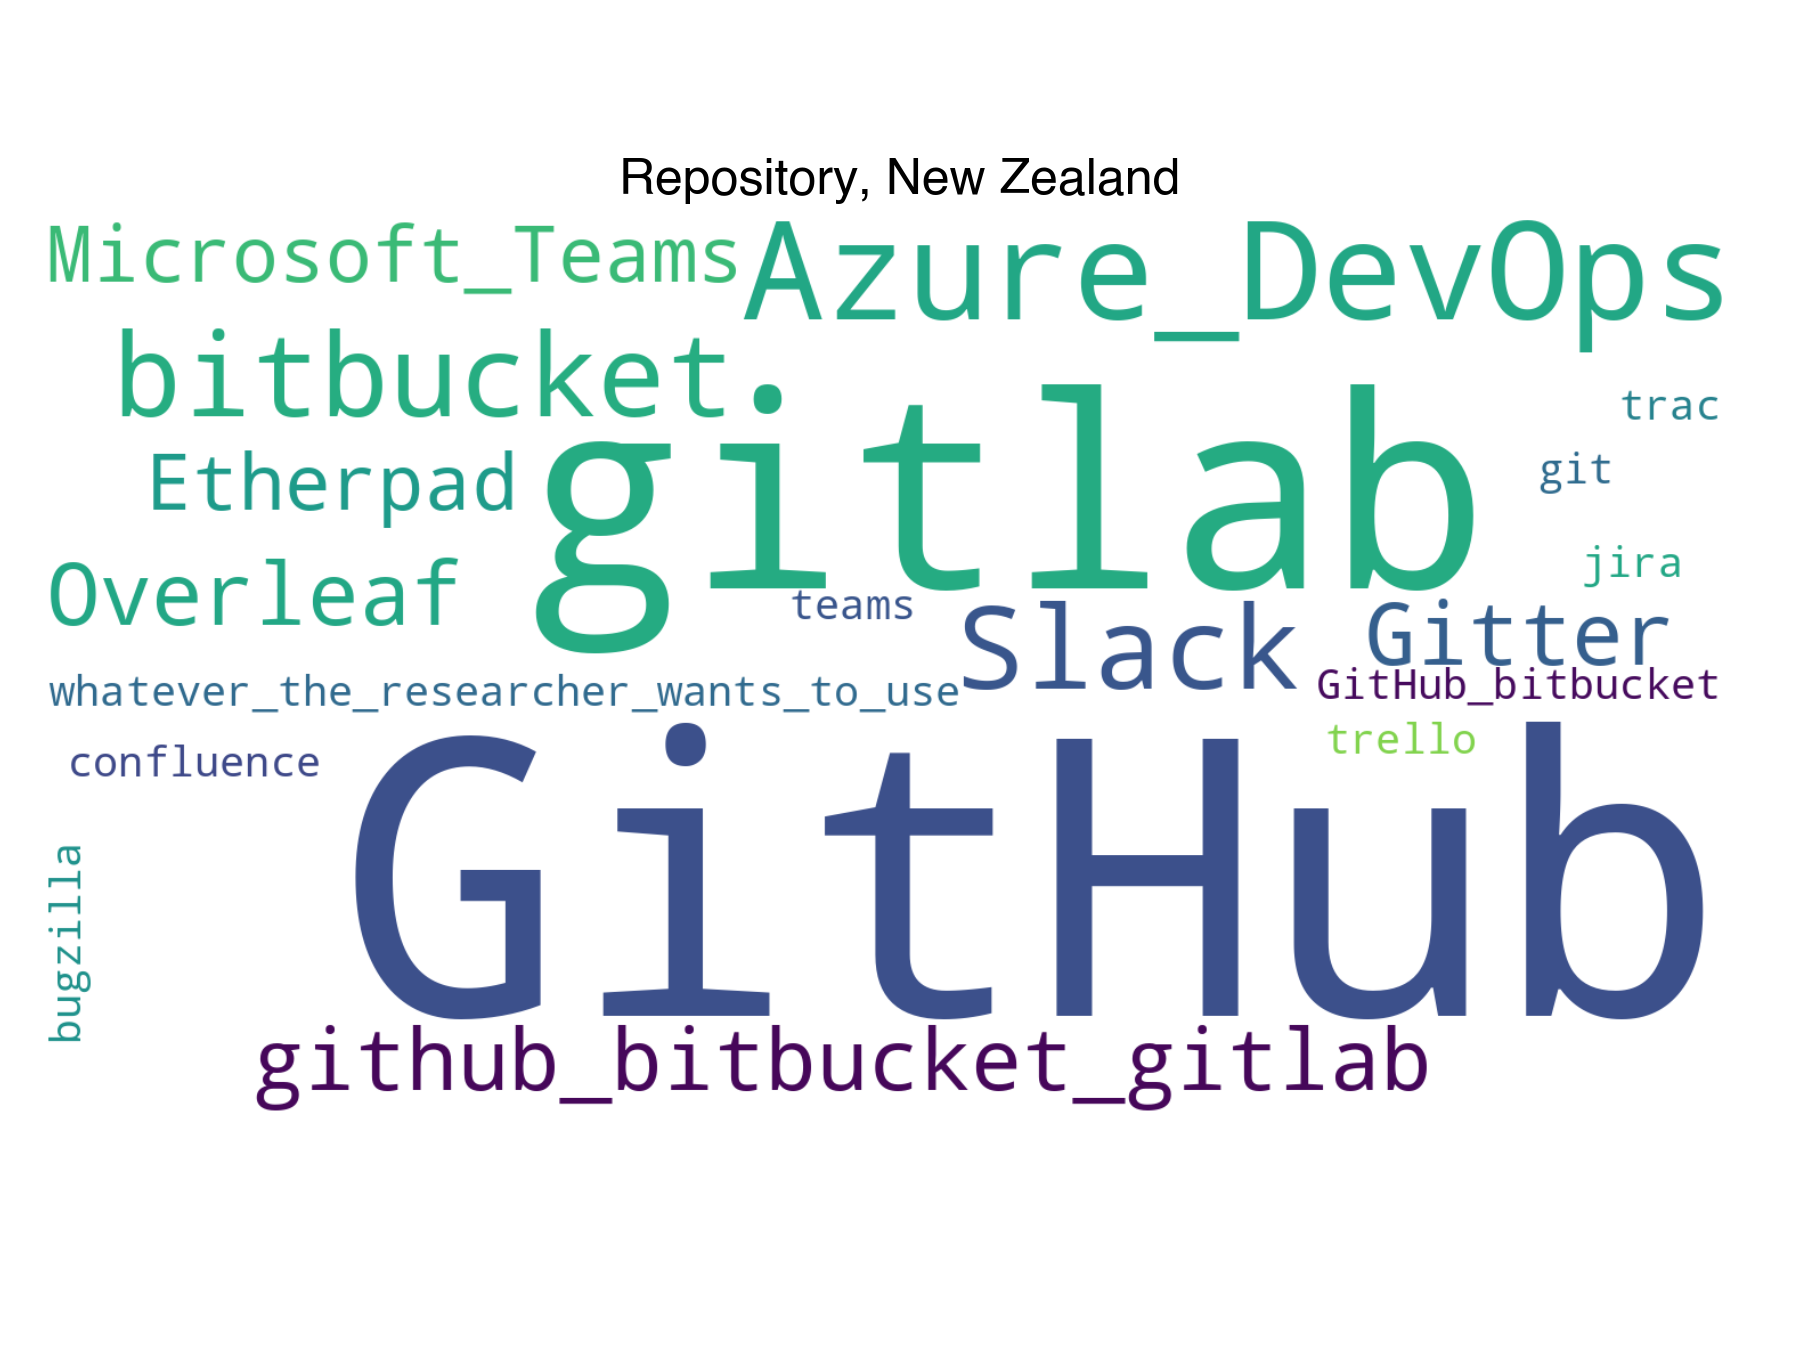 Repository, New Zealand
Microsoft_Teams
Azure_DevOps
bitbucket
gitlab
trac
Etherpad
git
Overleaf
jira
teams
Slack
Gitter
whatever_the_researcher_wants_to_use
GitHub_bitbucket
confluence
trello
GitHub
bugzilla
github_bitbucket_gitlab